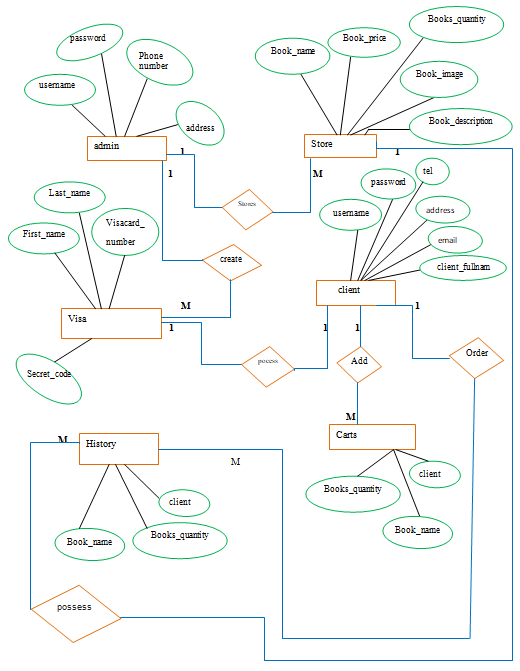 Books_quantity
password
Book_price
Phone
number
Book_name
Book_image
username
address
Book_description
admin
1
Store
1
1
M
tel
password
Last_name
Stores
username
address
Visacard_
number
First_name
email
create
client_fullnam
client
M
1
Visa
1
1
1
Order
pocess
Add
Secret_code
M
Carts
M
History
M
client
Books_quantity
client
Book_name
Books_quantity
Book_name
possess